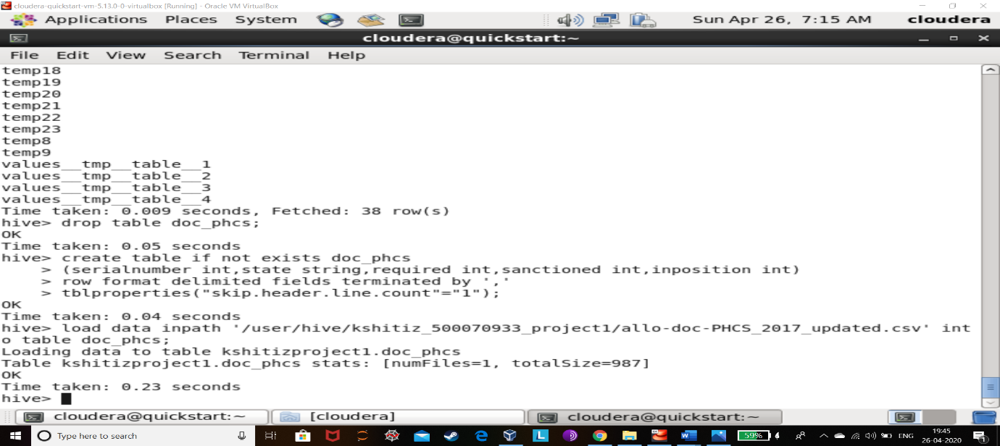 cloudera-quickstart-vm-5.13.0-0-virtualbox [Running] - Oracle VM VirtualBox
Applications Places System Sun Apr 26, 7:15 AM cloudera
cloudera@quickstart:~
File Edit View Search Terminal Help
temp18
temp19
temp20
temp21
temp22
temp23
temp8
temp9
values__tmp__table__1
values__tmp__table__2
values__tmp__table__3
values__tmp__table__4
Time taken: 0.009 seconds, Fetched: 38 row(s)
hive> drop table doc_phcs;
OK
Time taken: 0.05 seconds
hive> create table if not exists doc_phcs
    > (serialnumber int,state string,required int,sanctioned int,inposition int)
    > row format delimited fields terminated by ','
    > tblproperties("skip.header.line.count"="1");
OK
Time taken: 0.04 seconds
hive> load data inpath '/user/hive/kshitiz_500070933_project1/allo-doc-PHCS_2017_updated.csv' int
o table doc_phcs;
Loading data to table kshitizproject1.doc_phcs
Table kshitizproject1.doc_phcs stats: [numFiles=1, totalSize=987]
OK
Time taken: 0.23 seconds
hive>
cloudera@quickstart:~ [cloudera] cloudera@quickstart:~
Type here to search 59% ENG 19:45
26-04-2020